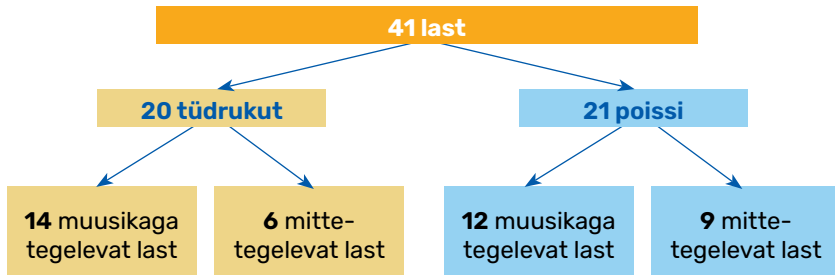 41 last
20 tüdrukut
21 poissi
14 muusikaga
tegelevat last
6 mitte-
tegelevat last
12 muusikaga
tegelevat last
9 mitte-
tegelevat last